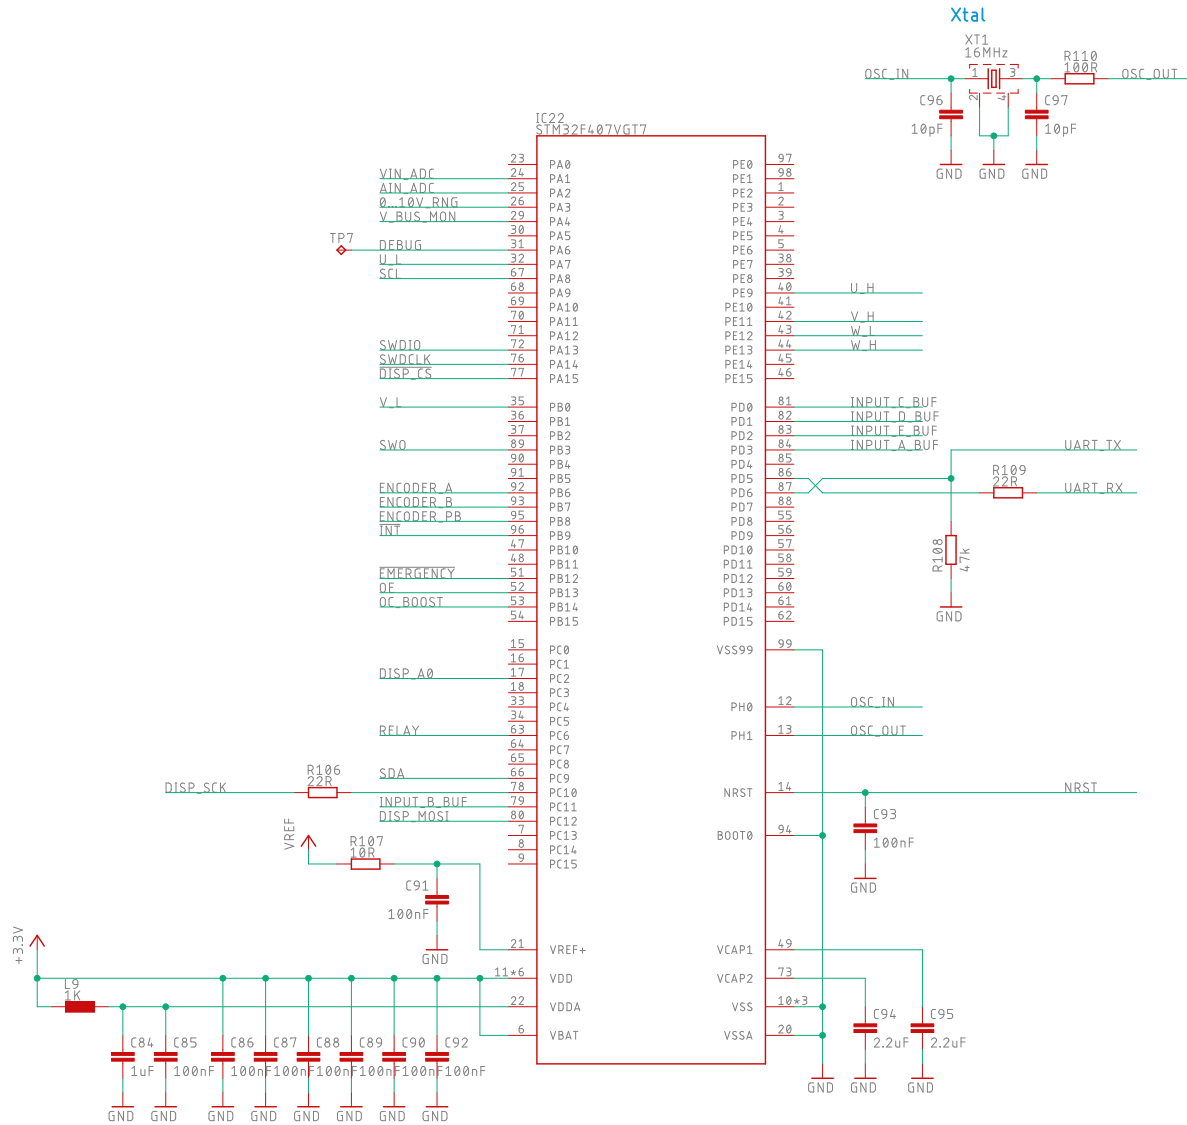 Xtal
XT1
16MHz
OSC_IN
1
3
2
4
R110
100R
OSC_OUT
C96
10pF
C97
10pF
GND
GND
GND
IC22
STM32F407VGT7
23 PA0
VIN_ADC 24 PA1
AIN_ADC 25 PA2
0...10V_RNG 26 PA3
V_BUS_MON 29 PA4
30 PA5
TP7 DEBUG 31 PA6
U_L 32 PA7
SCL 67 PA8
68 PA9
69 PA10
70 PA11
71 PA12
SWDIO 72 PA13
SWDCLK 76 PA14
DISP_CS 77 PA15
V_L 35 PB0
36 PB1
37 PB2
SWO 89 PB3
90 PB4
91 PB5
ENCODER_A 92 PB6
ENCODER_B 93 PB7
ENCODER_PB 95 PB8
INT 96 PB9
47 PB10
48 PB11
EMERGENCY 51 PB12
OE 52 PB13
OC_BOOST 53 PB14
54 PB15
15 PC0
16 PC1
DISP_A0 17 PC2
18 PC3
33 PC4
34 PC5
RELAY 63 PC6
64 PC7
65 PC8
SDA 66 PC9
DISP_SCK R106 22R 78 PC10
INPUT_B_BUF 79 PC11
DISP_MOSI 80 PC12
7 PC13
8 PC14
9 PC15
VREF
R107
10R
C91
100nF
GND
21 VREF+
11*6 VDD
22 VDDA
6 VBAT
+3.3V
L9
1K
C84
1uF
C85
100nF
C86
100nF
C87
100nF
C88
100nF
C89
100nF
C90
100nF
C92
100nF
GND
GND
GND
GND
GND
GND
GND
GND
PE0 97
PE1 98
PE2 1
PE3 2
PE4 3
PE5 4
PE6 5
PE7 38
PE8 39
PE9 40 U_H
PE10 41
PE11 42 V_H
PE12 43 W_L
PE13 44 W_H
PE14 45
PE15 46
PD0 81 INPUT_C_BUF
PD1 82 INPUT_D_BUF
PD2 83 INPUT_E_BUF
PD3 84 INPUT_A_BUF
PD4 85
PD5 86
PD6 87
PD7 88
PD8 55
PD9 56
PD10 57
PD11 58
PD12 59
PD13 60
PD14 61
PD15 62
UART_TX
R109
22R
UART_RX
R108
47k
GND
VSS99 99
PH0 12 OSC_IN
PH1 13 OSC_OUT
NRST 14 NRST
C93
100nF
GND
BOOT0 94
VCAP1 49
VCAP2 73
VSS 10*3
VSSA 20
C94
2.2uF
C95
2.2uF
GND
GND
GND